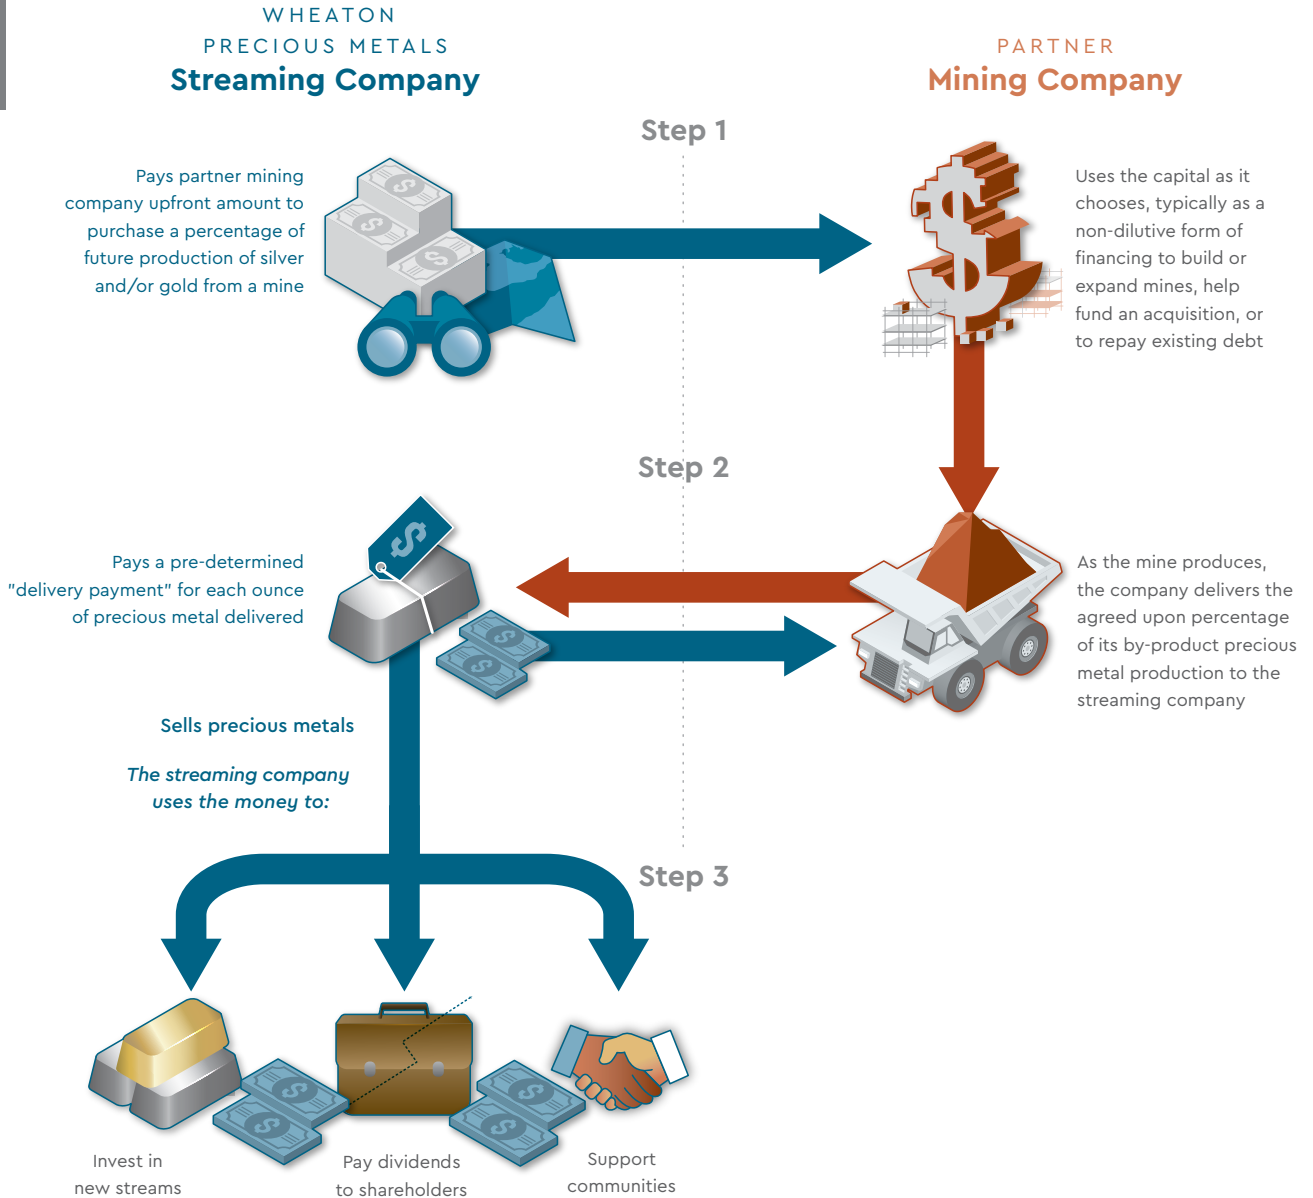 WHEATON
PRECIOUS METALS
Streaming Company
PARTNER
Mining Company
Step 1
Pays partner mining
company upfront amount to
purchase a percentage of
future production of silver
and/or gold from a mine
Uses the capital as it
chooses, typically as a
non-dilutive form of
financing to build or
expand mines, help
fund an acquisition, or
to repay existing debt
Step 2
Pays a pre-determined
"delivery payment" for each ounce
of precious metal delivered
As the mine produces,
the company delivers the
agreed upon percentage
of its by-product precious
metal production to the
streaming company
Sells precious metals
The streaming company
uses the money to:
Step 3
Invest in
new streams
Pay dividends
to shareholders
Support
communities